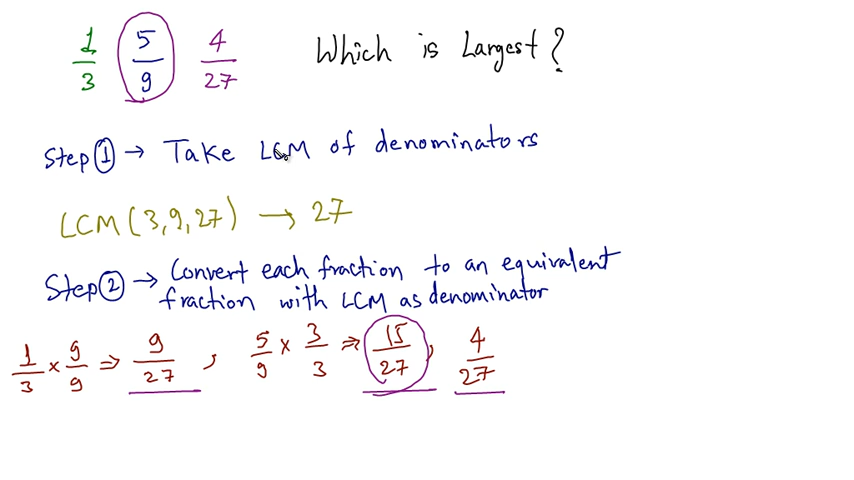 1/3 5/9 4/27 Which is Largest?
Step ① → Take LCM of denominators
LCM (3,9,27) → 27
Step ② → Convert each fraction to an equivalent
fraction with LCM as denominator
1/3 × 9/9 ⇒ 9/27 , 5/9 × 3/3 ⇒ 15/27 , 4/27